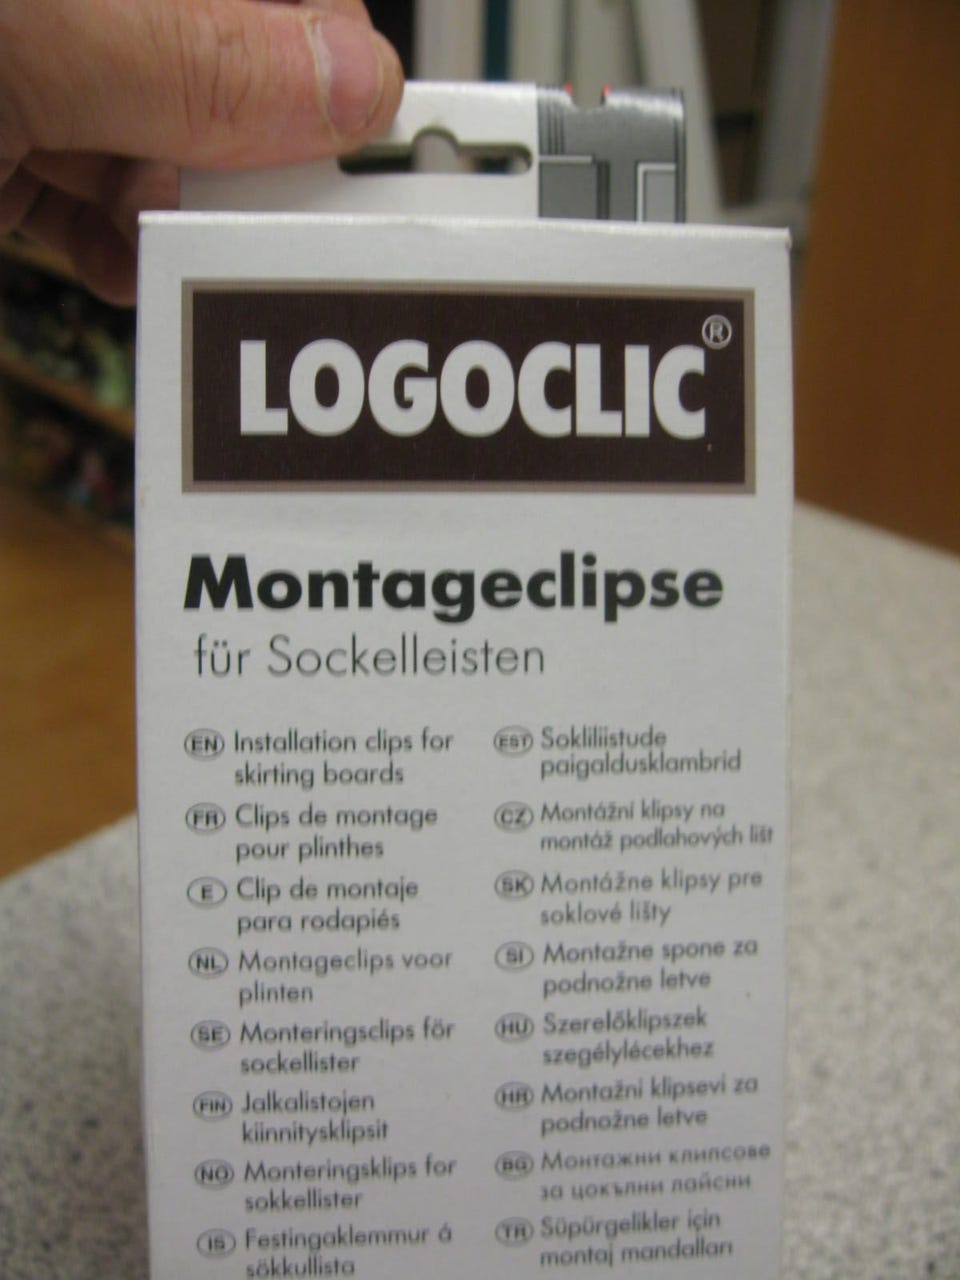 LOGOCLIC®
Montageclipse
für Sockelleisten
EN Installation clips for
skirting boards
FR Clips de montage
pour plinthes
E Clip de montaje
para rodapiés
NL Montageclips voor
plinten
SE Monteringsclips för
sockellister
FIN Jalkalistojen
kiinnitysklipsit
NO Monteringsklips for
sokkellister
IS Festingaklemmur á
sökkullista
EST Sokliliistude
paigaldusklambrid
CZ Montážní klipsy na
montáž podlahových lišt
SK Montážne klipsy pre
soklové lišty
SI Montažne spone za
podnožne letve
HU Szerelőklipszek
szegélylécekhez
HR Montažni klipsevi za
podnožne letve
BG Монтажни клипсове
за цокълни лайсни
TR Süpürgelikler için
montaj mandalları